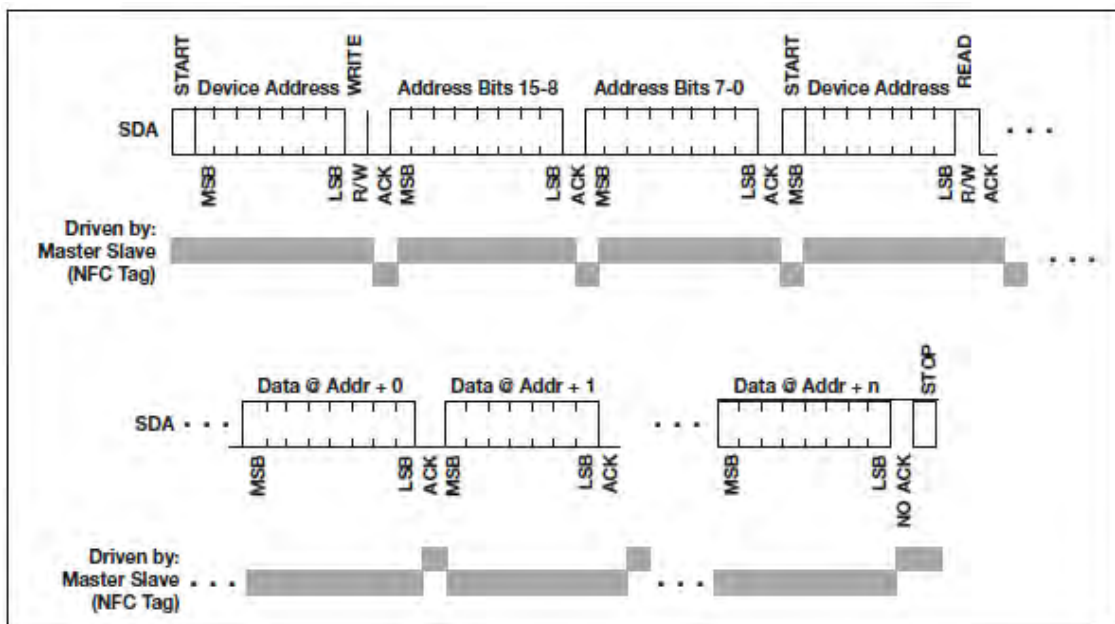 START Device Address WRITE Address Bits 15-8 Address Bits 7-0 START Device Address READ
SDA . . .
MSB LSB R/W ACK MSB LSB ACK MSB LSB ACK MSB LSB R/W ACK
Driven by:
Master Slave
(NFC Tag) . . .
Data @ Addr + 0 Data @ Addr + 1 Data @ Addr + n STOP
SDA . . . . . .
MSB LSB ACK MSB LSB ACK MSB LSB NO ACK
Driven by:
Master Slave . . . . . .
(NFC Tag)